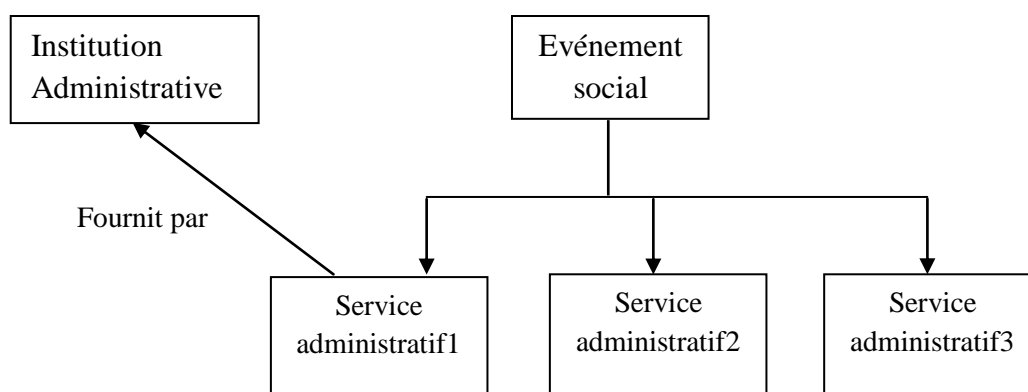 Institution
Administrative
Evénement
social
Fournit par
Service
administratif1
Service
administratif2
Service
administratif3